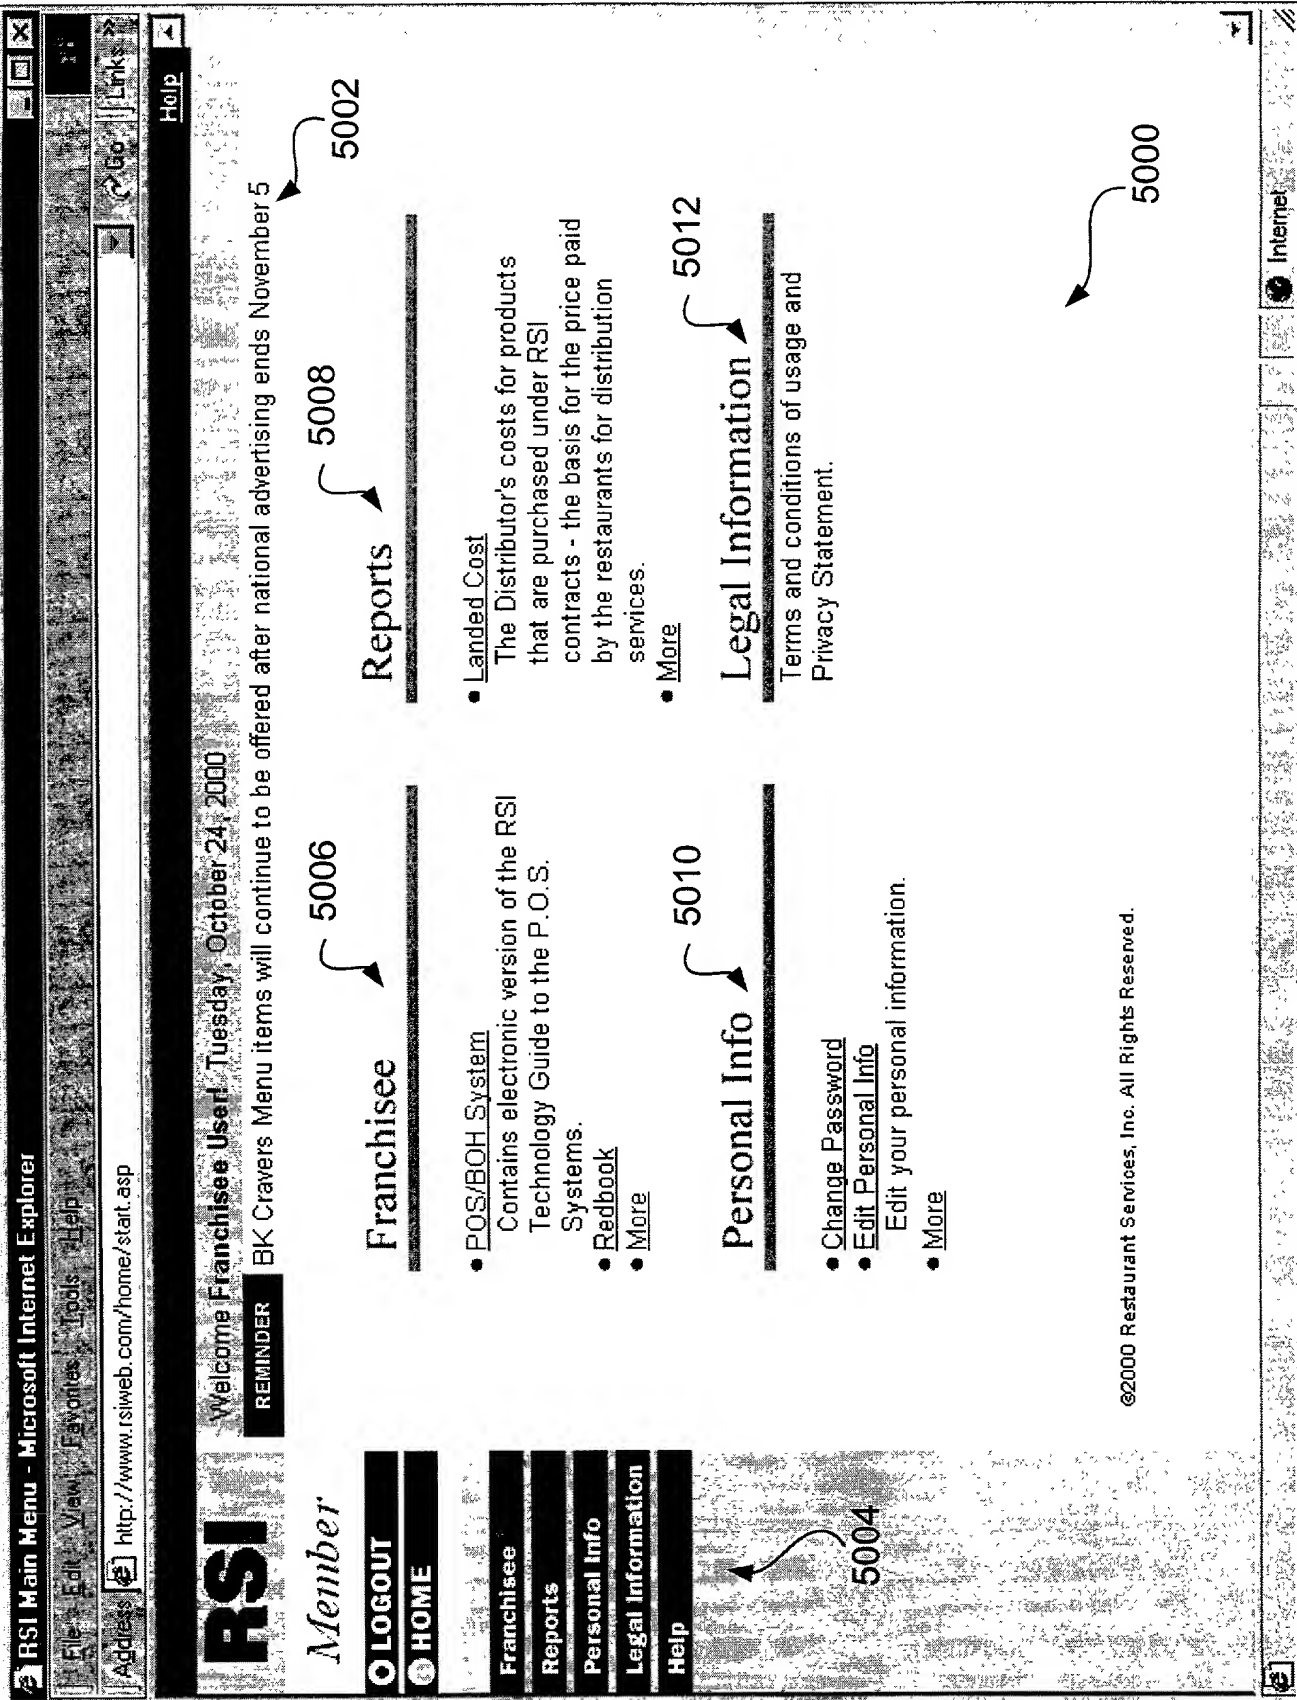 RSI Main Menu - Microsoft Internet Explorer
File Edit View Favorites Tools Help
Address http://www.rsiweb.com/home/start.asp Go Links »
Help
RSI
Welcome Franchisee User! Tuesday, October 24, 2000
REMINDER BK Cravers Menu items will continue to be offered after national advertising ends November 5
5002
Member
LOGOUT
HOME
Franchisee
Reports
Personal Info
Legal Information
Help
5004
5006
Franchisee
• POS/BOH System
Contains electronic version of the RSI
Technology Guide to the P.O.S.
Systems.
• Redbook
• More
5008
Reports
• Landed Cost
The Distributor's costs for products
that are purchased under RSI
contracts - the basis for the price paid
by the restaurants for distribution
services.
• More
5010
Personal Info
• Change Password
• Edit Personal Info
Edit your personal information.
• More
5012
Legal Information
Terms and conditions of usage and
Privacy Statement.
5000
©2000 Restaurant Services, Inc. All Rights Reserved.
Internet